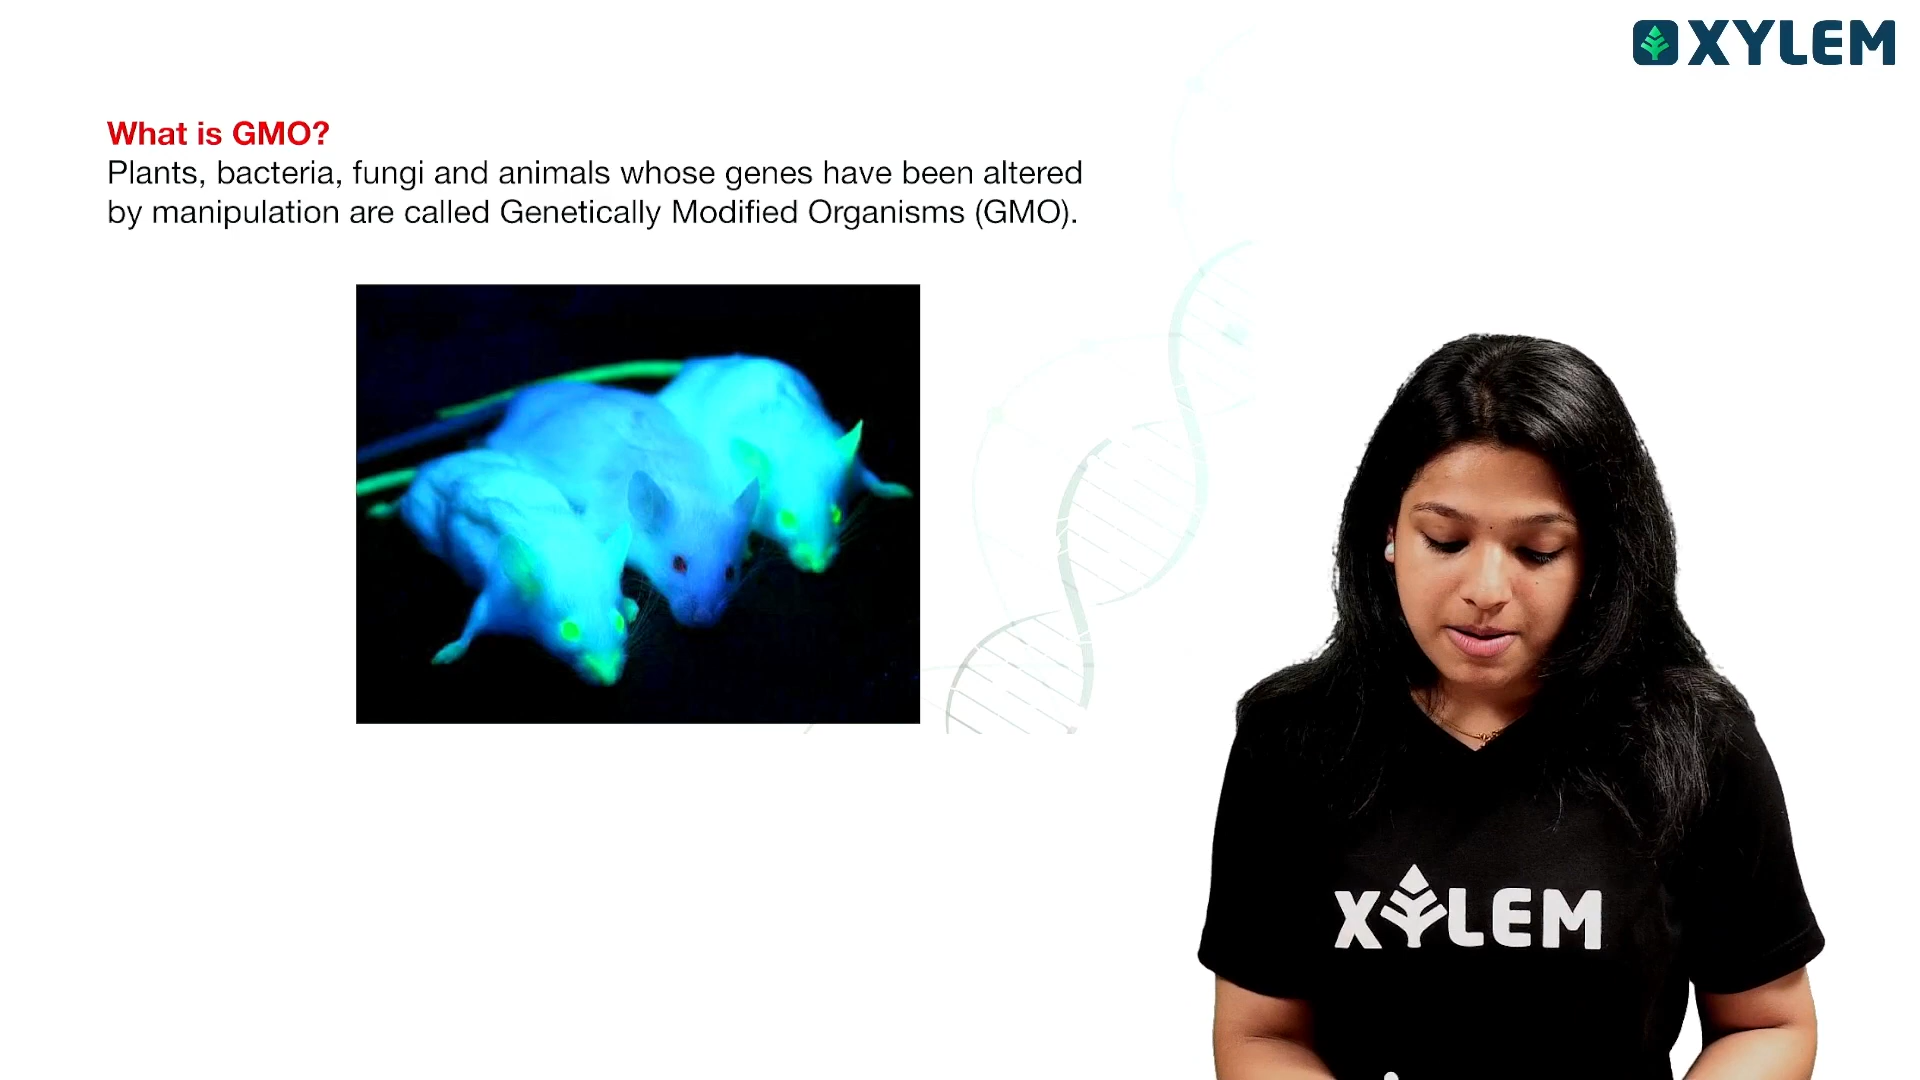 XYLEM
What is GMO?
Plants, bacteria, fungi and animals whose genes have been altered
by manipulation are called Genetically Modified Organisms (GMO).
XYLEM